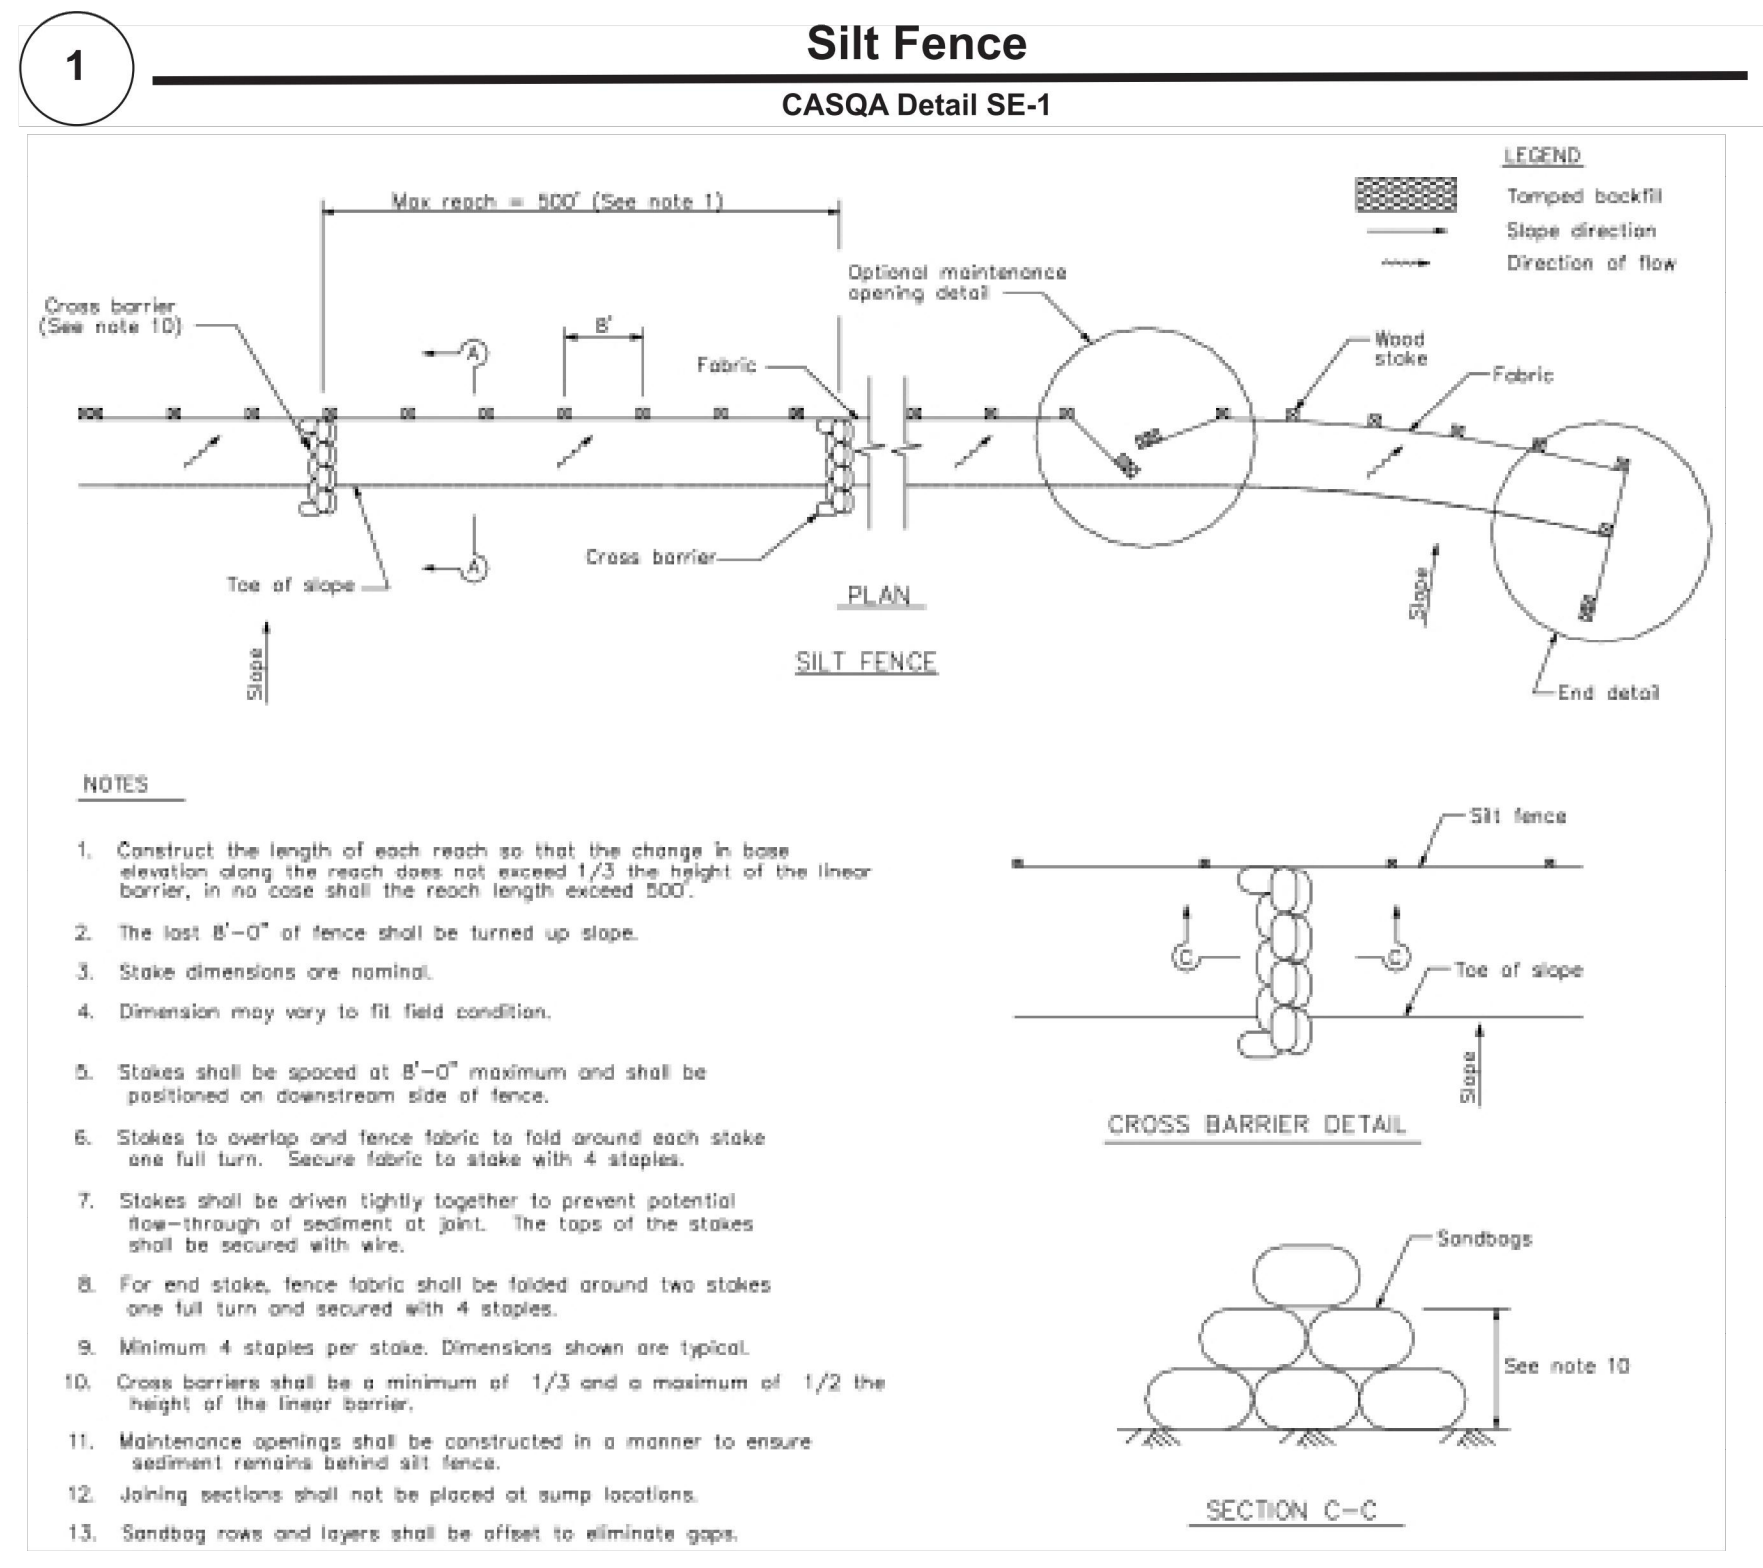 1
Silt Fence
CASQA Detail SE-1
LEGEND
Tamped backfill
Slope direction
Direction of flow
Max reach = 500' (See note 1)
Optional maintenance
opening detail
Cross barrier
(See note 10)
A
8'
Fabric
Wood
stake
Fabric
Cross barrier
Toe of slope
A
PLAN
SILT FENCE
Slope
Slope
End detail
NOTES
1. Construct the length of each reach so that the change in base
elevation along the reach does not exceed 1/3 the height of the linear
barrier, in no case shall the reach length exceed 500'.
2. The last 8'-0" of fence shall be turned up slope.
3. Stake dimensions are nominal.
4. Dimension may vary to fit field condition.
5. Stakes shall be spaced at 8'-0" maximum and shall be
positioned on downstream side of fence.
6. Stakes to overlap and fence fabric to fold around each stake
one full turn. Secure fabric to stake with 4 staples.
7. Stakes shall be driven tightly together to prevent potential
flow-through of sediment at joint. The tops of the stakes
shall be secured with wire.
8. For end stake, fence fabric shall be folded around two stakes
one full turn and secured with 4 staples.
9. Minimum 4 staples per stake. Dimensions shown are typical.
10. Cross barriers shall be a minimum of 1/3 and a maximum of 1/2 the
height of the linear barrier.
11. Maintenance openings shall be constructed in a manner to ensure
sediment remains behind silt fence.
12. Joining sections shall not be placed at sump locations.
13. Sandbag rows and layers shall be offset to eliminate gaps.
Silt fence
C
C
Toe of slope
Slope
CROSS BARRIER DETAIL
Sandbags
See note 10
SECTION C-C